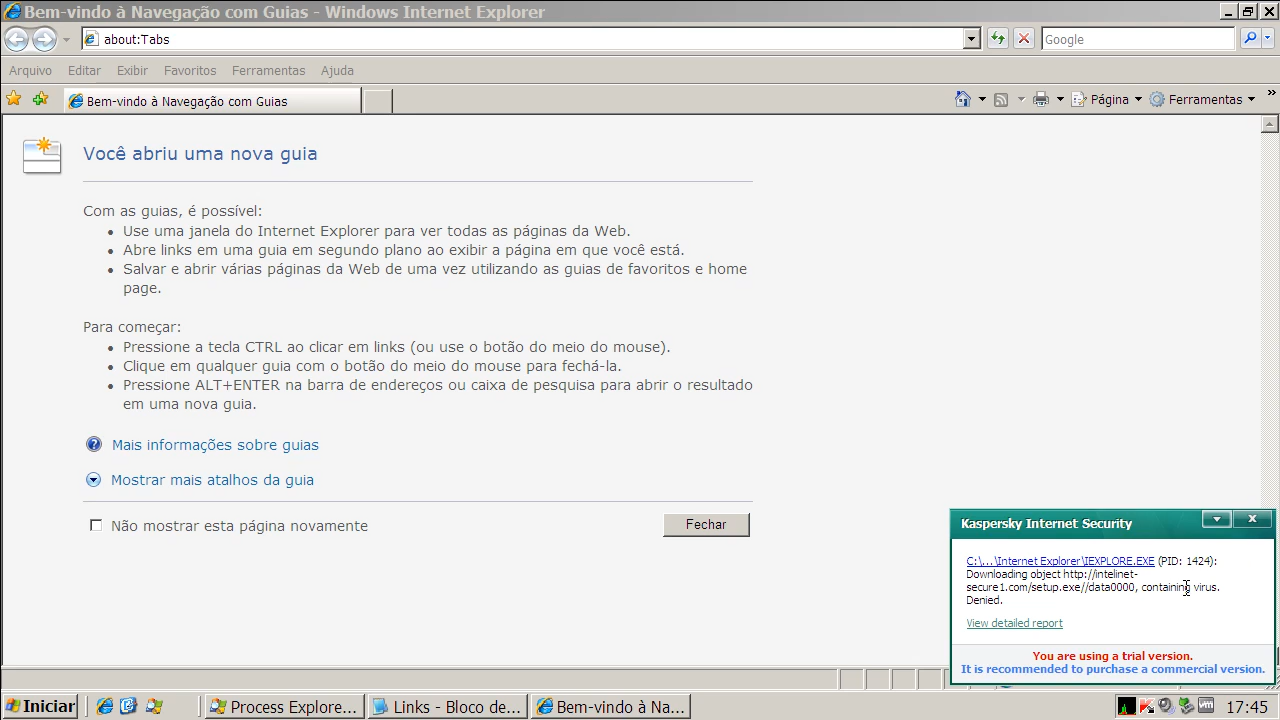 Bem-vindo à Navegação com Guias - Windows Internet Explorer
about:Tabs
Google
Arquivo Editar Exibir Favoritos Ferramentas Ajuda
Bem-vindo à Navegação com Guias
Página Ferramentas »
Você abriu uma nova guia
Com as guias, é possível:
Use uma janela do Internet Explorer para ver todas as páginas da Web.
Abre links em uma guia em segundo plano ao exibir a página em que você está.
Salvar e abrir várias páginas da Web de uma vez utilizando as guias de favoritos e home
page.
Para começar:
Pressione a tecla CTRL ao clicar em links (ou use o botão do meio do mouse).
Clique em qualquer guia com o botão do meio do mouse para fechá-la.
Pressione ALT+ENTER na barra de endereços ou caixa de pesquisa para abrir o resultado
em uma nova guia.
Mais informações sobre guias
Mostrar mais atalhos da guia
Não mostrar esta página novamente
Fechar
Kaspersky Internet Security
C:\...\Internet Explorer\IEXPLORE.EXE (PID: 1424):
Downloading object http://intelinet-
secure1.com/setup.exe//data0000, containing virus.
Denied.
View detailed report
You are using a trial version.
It is recommended to purchase a commercial version.
Iniciar
Process Explore...
Links - Bloco de...
Bem-vindo à Na...
17:45